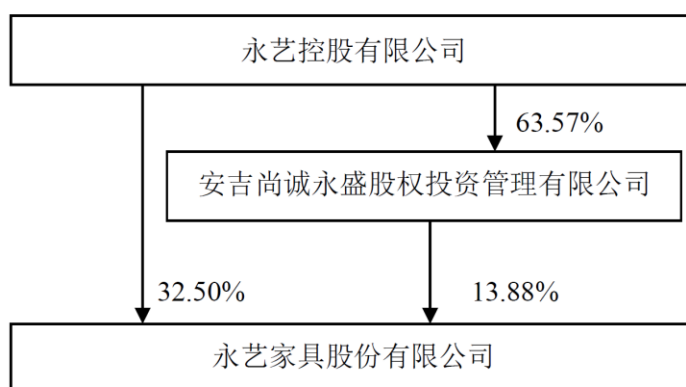 永艺控股有限公司
63.57%
安吉尚诚永盛股权投资管理有限公司
32.50%
13.88%
永艺家具股份有限公司